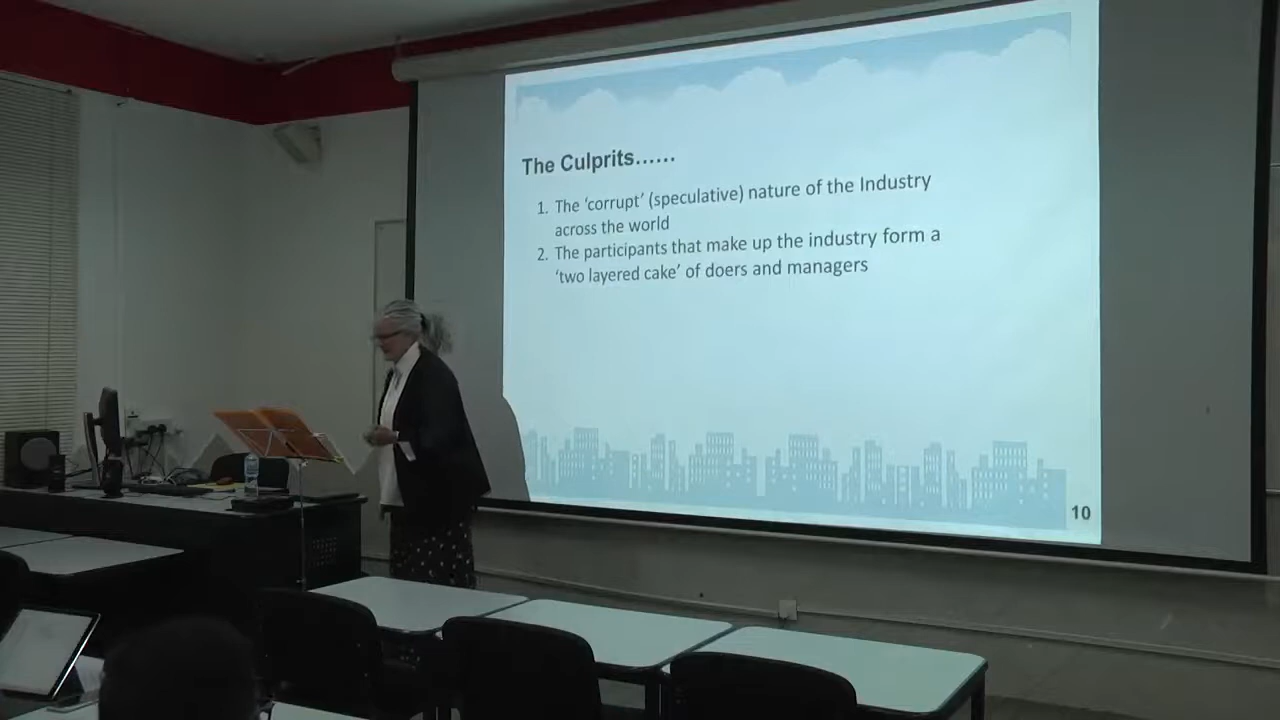 The Culprits......
1. The ‘corrupt’ (speculative) nature of the Industry
across the world
2. The participants that make up the industry form a
‘two layered cake’ of doers and managers
10